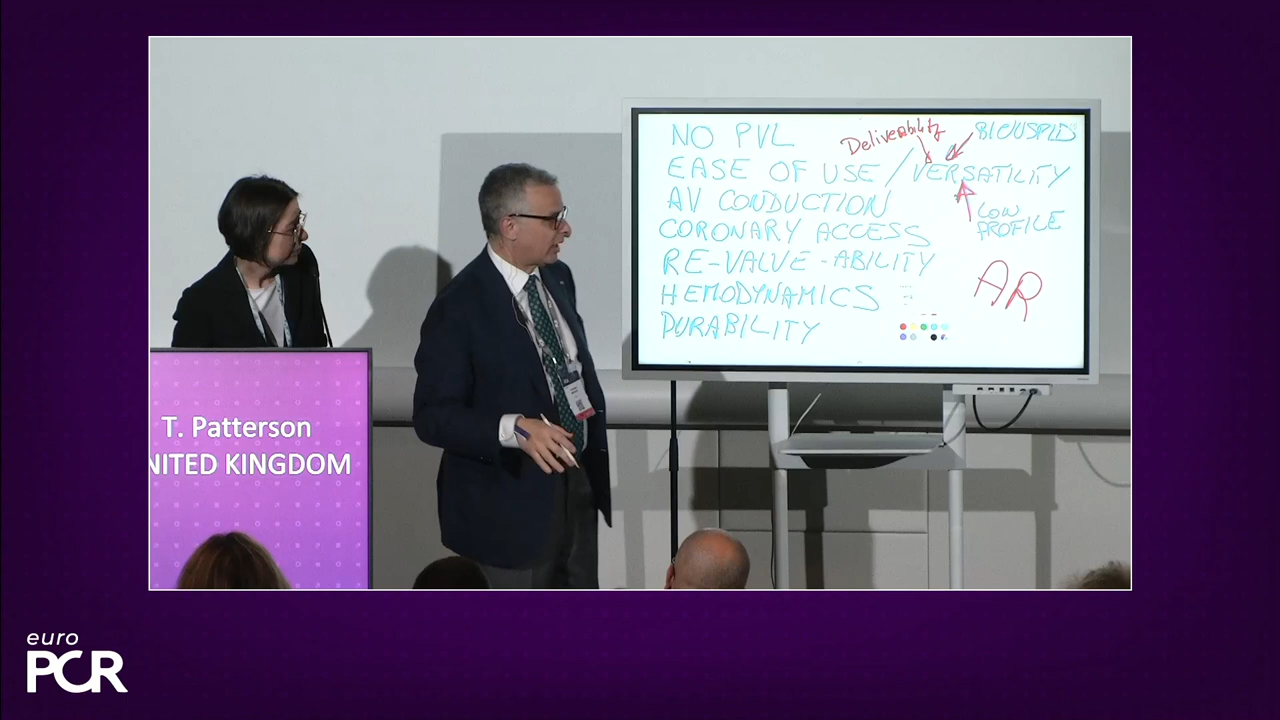 NO PVL
Deliverability
BICUSPID
EASE OF USE / VERSATILITY
AV CONDUCTION
LOW
PROFILE
CORONARY ACCESS
RE-VALVE-ABILITY
HEMODYNAMICS
AR
DURABILITY
T. Patterson
NITED KINGDOM
euro
PCR